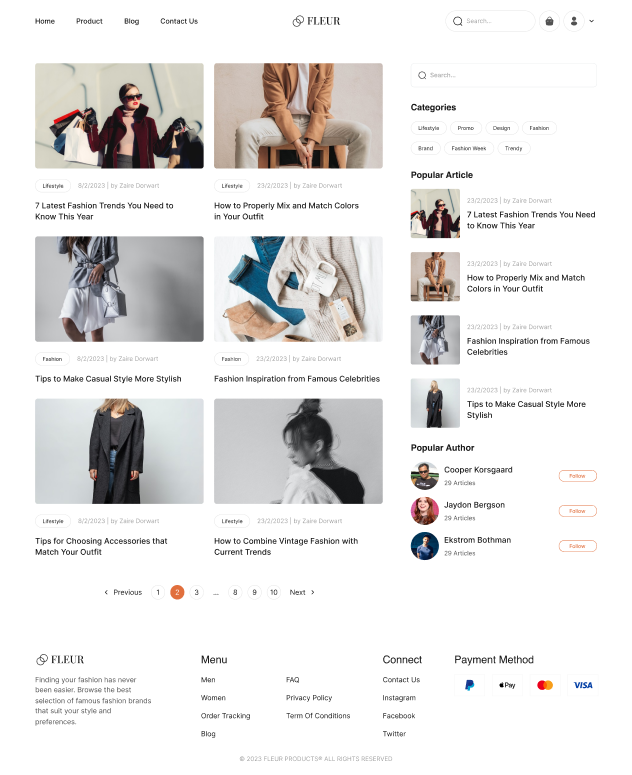 Home Product Blog Contact Us
FLEUR
Search...
Lifestyle 8/2/2023 | by Zaire Dorwart
7 Latest Fashion Trends You Need to
Know This Year
Lifestyle 23/2/2023 | by Zaire Dorwart
How to Properly Mix and Match Colors
in Your Outfit
Fashion 8/2/2023 | by Zaire Dorwart
Tips to Make Casual Style More Stylish
Fashion 23/2/2023 | by Zaire Dorwart
Fashion Inspiration from Famous Celebrities
Lifestyle 8/2/2023 | by Zaire Dorwart
Tips for Choosing Accessories that
Match Your Outfit
Lifestyle 23/2/2023 | by Zaire Dorwart
How to Combine Vintage Fashion with
Current Trends
Previous 1 2 3 ... 8 9 10 Next
Search...
Categories
Lifestyle Promo Design Fashion
Brand Fashion Week Trendy
Popular Article
23/2/2023 | by Zaire Dorwart
7 Latest Fashion Trends You Need
to Know This Year
23/2/2023 | by Zaire Dorwart
How to Properly Mix and Match
Colors in Your Outfit
23/2/2023 | by Zaire Dorwart
Fashion Inspiration from Famous
Celebrities
23/2/2023 | by Zaire Dorwart
Tips to Make Casual Style More
Stylish
Popular Author
Cooper Korsgaard
29 Articles
Follow
Jaydon Bergson
29 Articles
Follow
Ekstrom Bothman
29 Articles
Follow
FLEUR
Finding your fashion has never
been easier. Browse the best
selection of famous fashion brands
that suit your style and
preferences.
Menu
Men
Women
Order Tracking
Blog
FAQ
Privacy Policy
Term Of Conditions
Connect
Contact Us
Instagram
Facebook
Twitter
Payment Method
Pay
VISA
© 2023 FLEUR PRODUCTS® ALL RIGHTS RESERVED